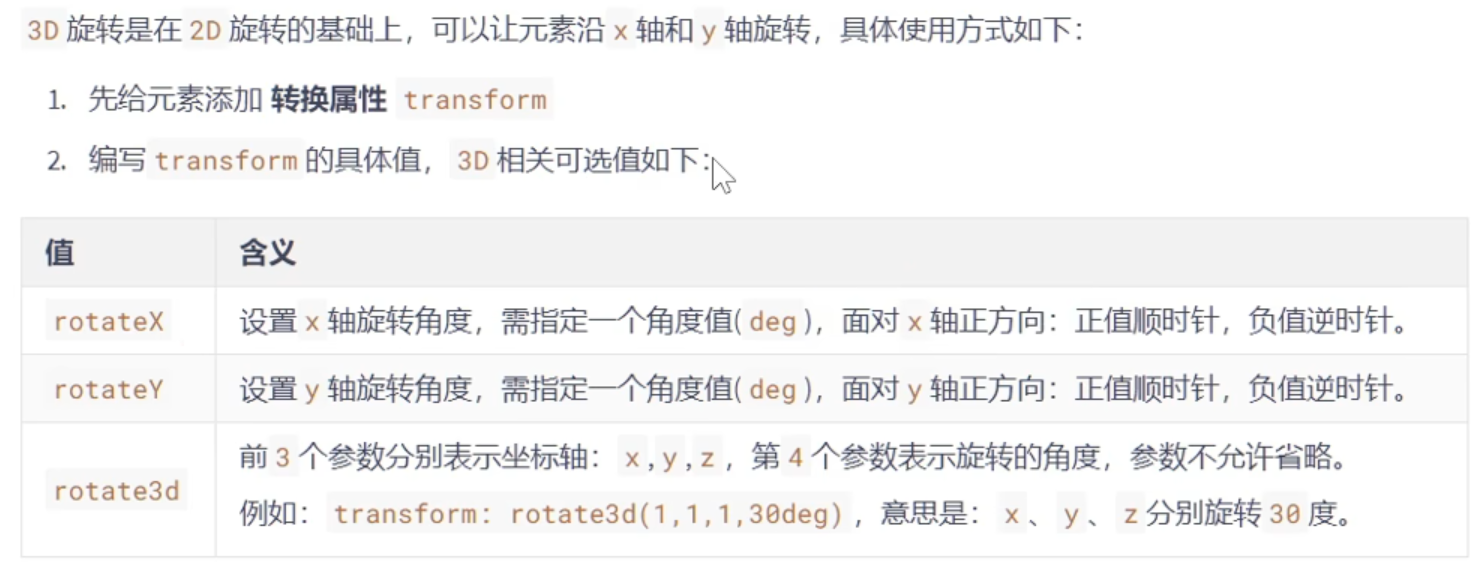 3D 旋转是在 2D 旋转的基础上，可以让元素沿 x 轴和 y 轴旋转，具体使用方式如下：
1. 先给元素添加 转换属性 transform
2. 编写 transform 的具体值， 3D 相关可选值如下：
值 含义
rotateX 设置 x 轴旋转角度，需指定一个角度值( deg )，面对 x 轴正方向：正值顺时针，负值逆时针。
rotateY 设置 y 轴旋转角度，需指定一个角度值( deg )，面对 y 轴正方向：正值顺时针，负值逆时针。
rotate3d 前 3 个参数分别表示坐标轴： x , y , z ，第 4 个参数表示旋转的角度，参数不允许省略。
例如： transform: rotate3d(1,1,1,30deg) ，意思是： x 、 y 、 z 分别旋转 30 度。